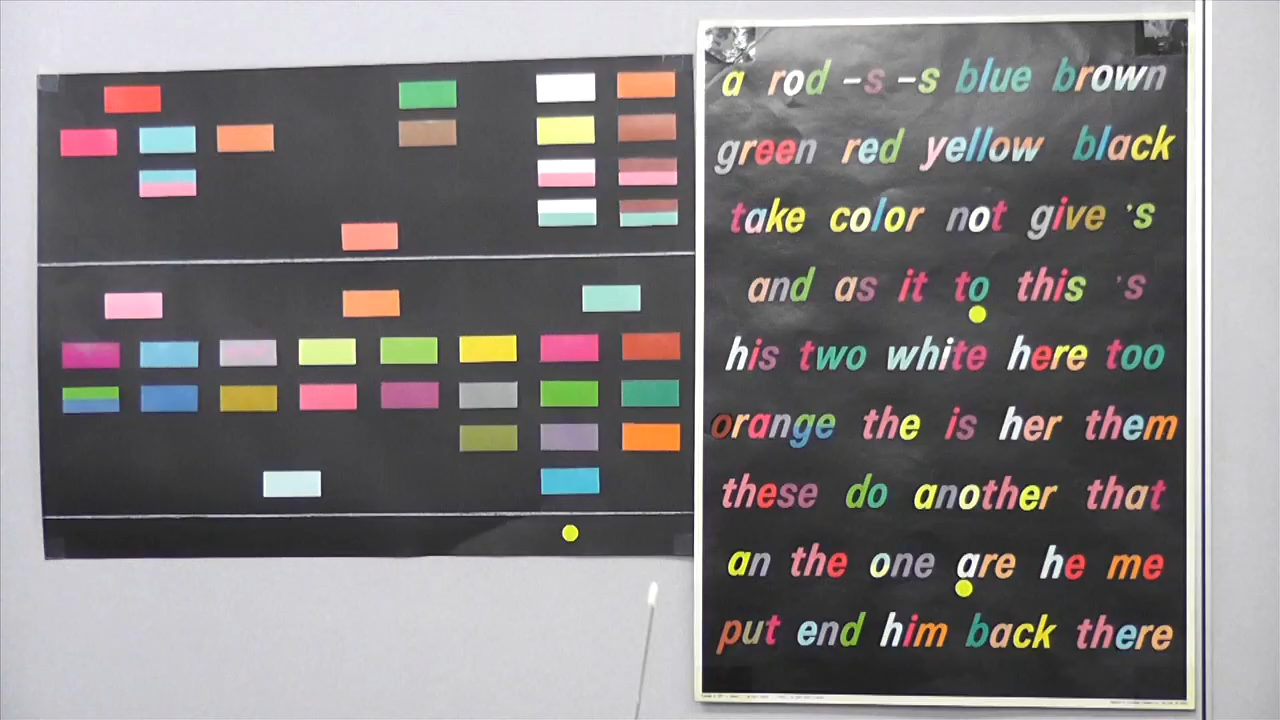 a rod -s -s blue brown
green red yellow black
take color not give 's
and as it to this 's
his two white here too
orange the is her them
these do another that
an the one are he me
put end him back there